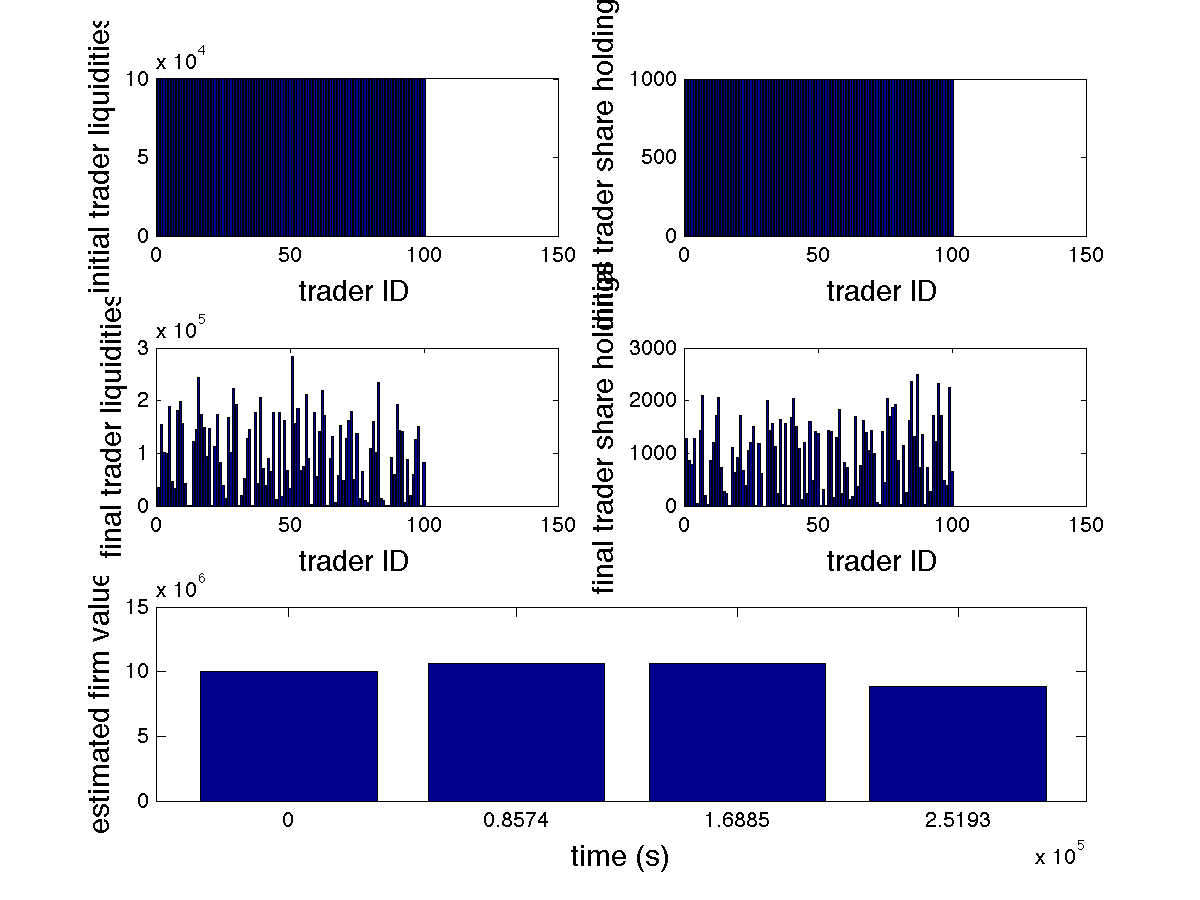 x 10^4
10
5
0
initial trader liquidities
0 50 100 150
trader ID
1000
500
0
trader share holding
0 50 100 150
trader ID
x 10^5
3
2
1
0
final trader liquidities
0 50 100 150
trader ID
3000
2000
1000
0
final trader share holdings
0 50 100 150
trader ID
x 10^6
15
10
5
0
estimated firm value
0 0.8574 1.6885 2.5193
time (s)
x 10^5